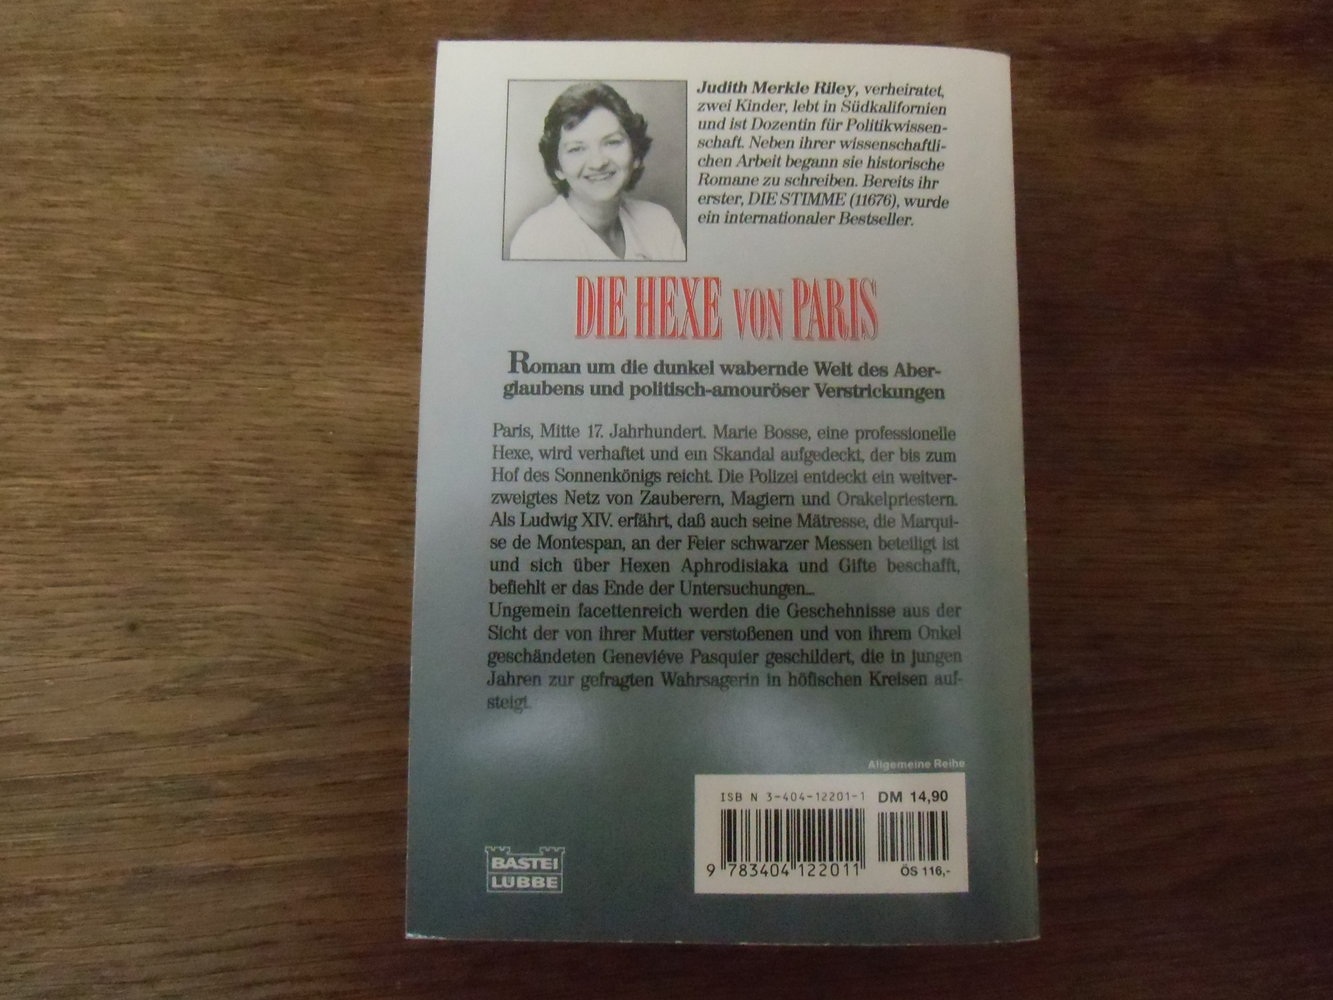 Judith Merkle Riley, verheiratet,
zwei Kinder, lebt in Südkalifornien
und ist Dozentin für Politikwissen-
schaft. Neben ihrer wissenschaftli-
chen Arbeit begann sie historische
Romane zu schreiben. Bereits ihr
erster, DIE STIMME (11676), wurde
ein internationaler Bestseller.
DIE HEXE VON PARIS
Roman um die dunkel wabernde Welt des Aber-
glaubens und politisch-amouröser Verstrickungen
Paris, Mitte 17. Jahrhundert. Marie Bosse, eine professionelle
Hexe, wird verhaftet und ein Skandal aufgedeckt, der bis zum
Hof des Sonnenkönigs reicht. Die Polizei entdeckt ein weitver-
zweigtes Netz von Zauberern, Magiern und Orakelpriestern.
Als Ludwig XIV. erfährt, daß auch seine Mätresse, die Marqui-
se de Montespan, an der Feier schwarzer Messen beteiligt ist
und sich über Hexen Aphrodisiaka und Gifte beschafft,
befiehlt er das Ende der Untersuchungen...
Ungemein facettenreich werden die Geschehnisse aus der
Sicht der von ihrer Mutter verstoßenen und von ihrem Onkel
geschändeten Geneviéve Pasquier geschildert, die in jungen
Jahren zur gefragten Wahrsagerin in höfischen Kreisen auf-
steigt.
Allgemeine Reihe
ISBN 3-404-12201-1 DM 14,90
9 783404 122011 ÖS 116,-
BASTEI
LÜBBE